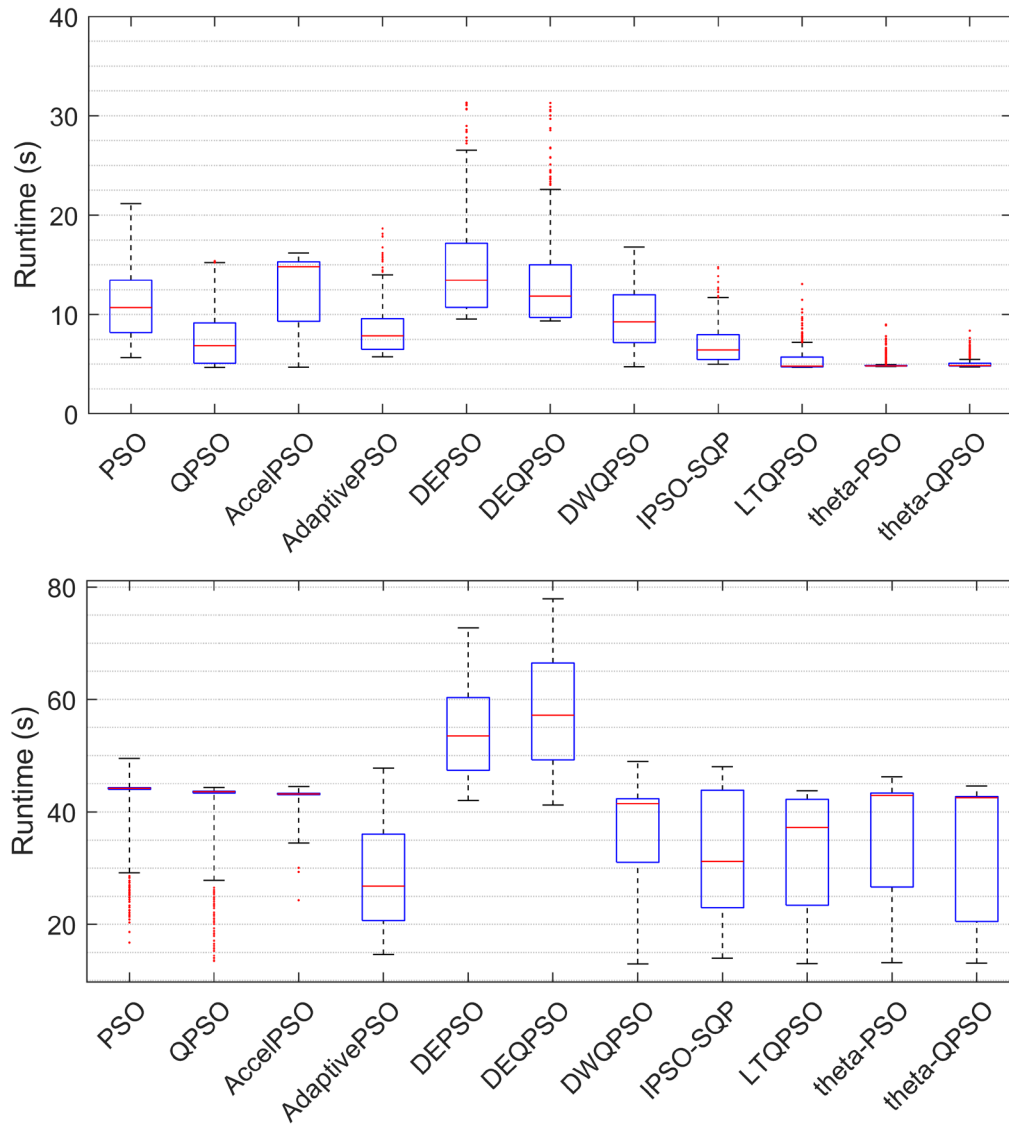 40
30
20
10
0
Runtime (s)
PSO
QPSO
AccelPSO
AdaptivePSO
DEPSO
DEQPSO
DWQPSO
IPSO-SQP
LTQPSO
theta-PSO
theta-QPSO
80
60
40
20
Runtime (s)
PSO
QPSO
AccelPSO
AdaptivePSO
DEPSO
DEQPSO
DWQPSO
IPSO-SQP
LTQPSO
theta-PSO
theta-QPSO